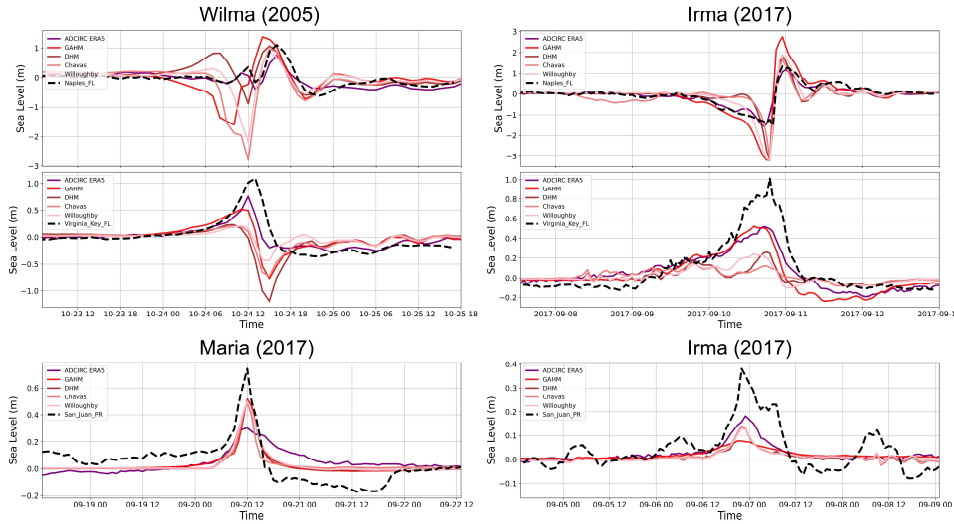 Wilma (2005)
Sea Level (m)
1
0
−1
−2
−3
ADCIRC ERA5
GAHM
DHM
Chavas
Willoughby
Naples_FL
Sea Level (m)
1.0
0.5
0.0
−0.5
−1.0
ADCIRC ERA5
GAHM
DHM
Chavas
Willoughby
Virginia_Key_FL
10-23 12 10-23 18 10-24 00 10-24 06 10-24 12 10-24 18 10-25 00 10-25 06 10-25 12 10-25 18
Time
Irma (2017)
Sea Level (m)
3
2
1
0
−1
−2
−3
ADCIRC ERA5
GAHM
DHM
Chavas
Willoughby
Naples_FL
Sea Level (m)
1.0
0.8
0.6
0.4
0.2
0.0
−0.2
ADCIRC ERA5
GAHM
DHM
Chavas
Willoughby
Virginia_Key_FL
2017-09-08 2017-09-09 2017-09-10 2017-09-11 2017-09-12 2017-09-1
Time
Maria (2017)
Sea Level (m)
0.6
0.4
0.2
0.0
−0.2
ADCIRC ERA5
GAHM
DHM
Chavas
Willoughby
San_Juan_PR
09-19 00 09-19 12 09-20 00 09-20 12 09-21 00 09-21 12 09-22 00 09-22 12
Time
Irma (2017)
Sea Level (m)
0.4
0.3
0.2
0.1
0.0
−0.1
ADCIRC ERA5
GAHM
DHM
Chavas
Willoughby
San_Juan_PR
09-05 00 09-05 12 09-06 00 09-06 12 09-07 00 09-07 12 09-08 00 09-08 12 09-09 00
Time